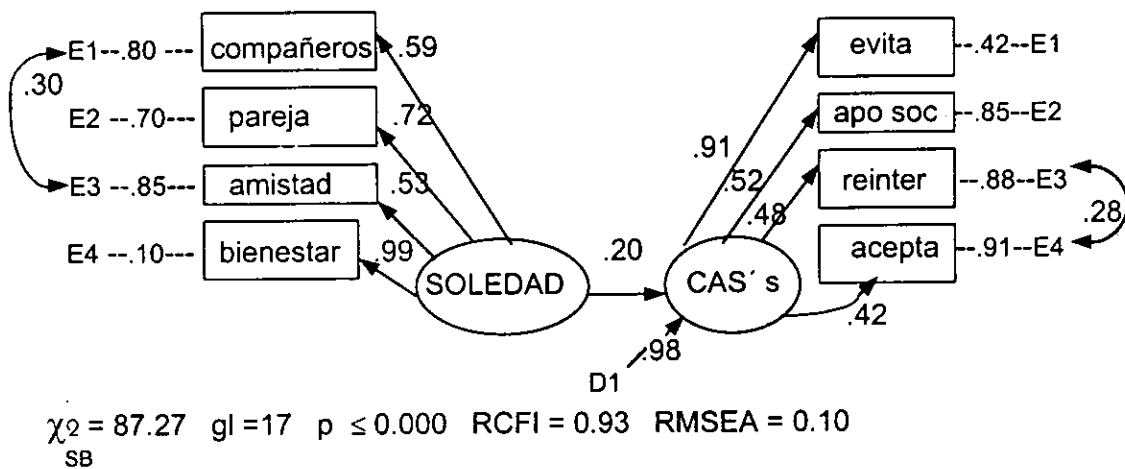 E1--.80 --- compañeros .59 evita --.42--E1
.30
E2 --.70--- pareja .72 apo soc --.85--E2
.91
E3 --.85--- amistad .53 .52 reinter --.88--E3
.48 .28
E4 --.10--- bienestar .99 .20 acepta --.91--E4
SOLEDAD CAS´ s
.42
.98
D1
χ2 = 87.27 gl =17 p ≤ 0.000 RCFI = 0.93 RMSEA = 0.10
SB